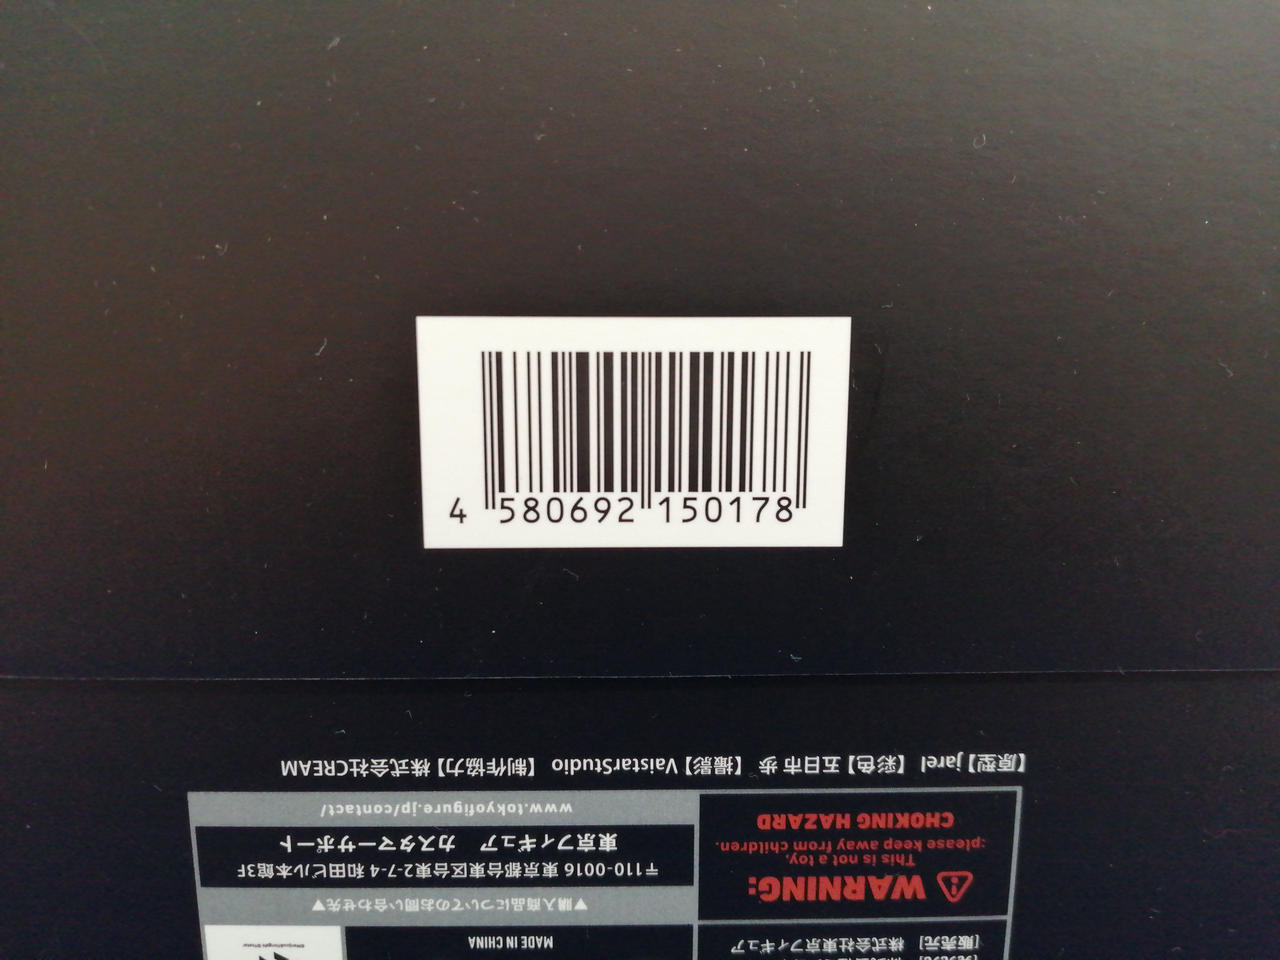 4 580692 150178
【原型】jarel 【彩色】五日市 歩 【撮影】VaistarStudio 【制作協力】株式会社CREAM
www.tokyofigure.jp/contact/
東京フィギュア カスタマーサポート
〒110-0016 東京都台東区台東2-7-4 和田ビル本館3F
▼購入商品についてのお問い合わせ先▼
MADE IN CHINA
CHOKING HAZARD
:please keep away from children.
This is not a toy.
WARNING:
[販売元] 株式会社東京フィギュア